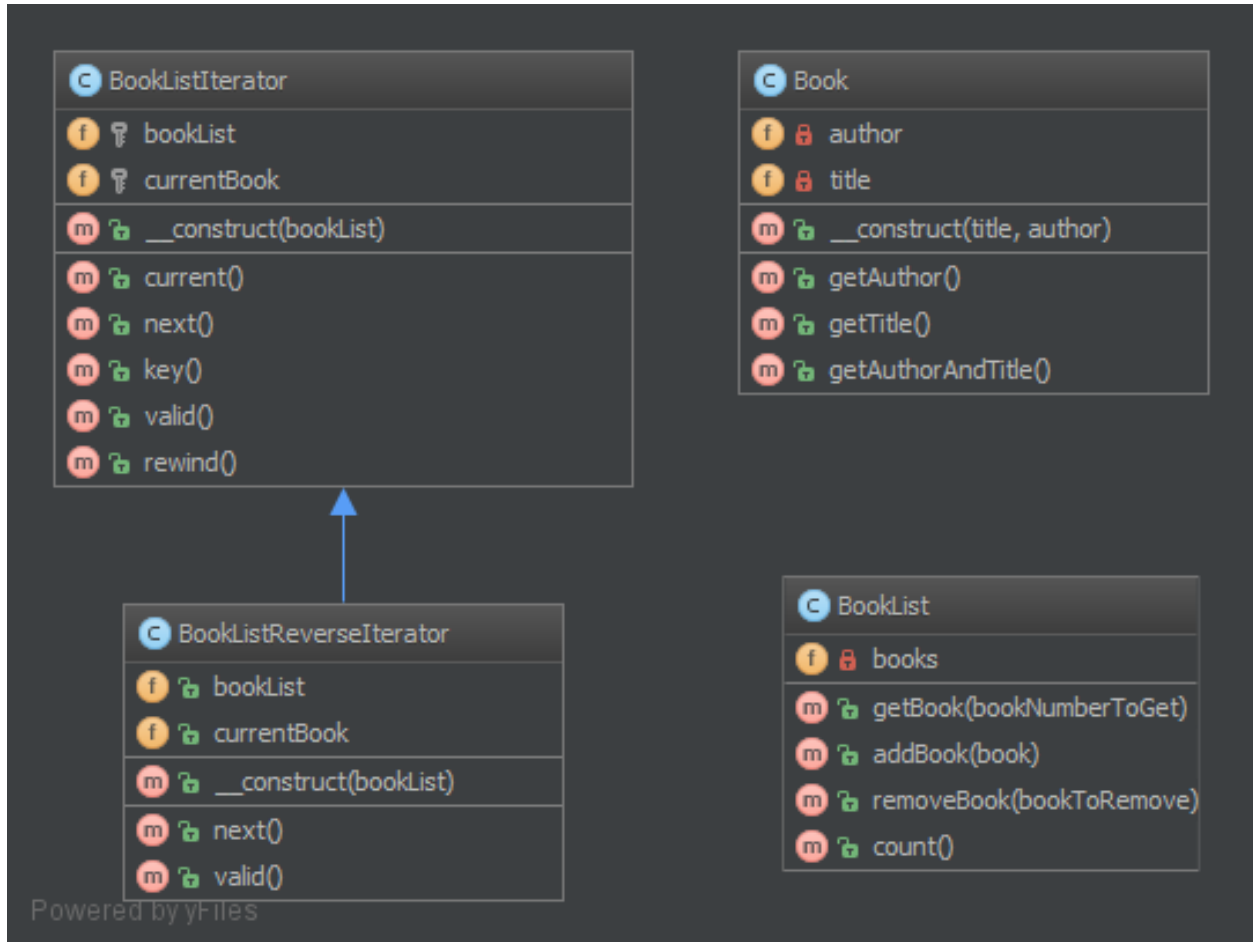 BookListIterator
bookList
currentBook
__construct(bookList)
current()
next()
key()
valid()
rewind()
Book
author
title
__construct(title, author)
getAuthor()
getTitle()
getAuthorAndTitle()
BookListReverseIterator
bookList
currentBook
__construct(bookList)
next()
valid()
BookList
books
getBook(bookNumberToGet)
addBook(book)
removeBook(bookToRemove)
count()
Powered by yFiles